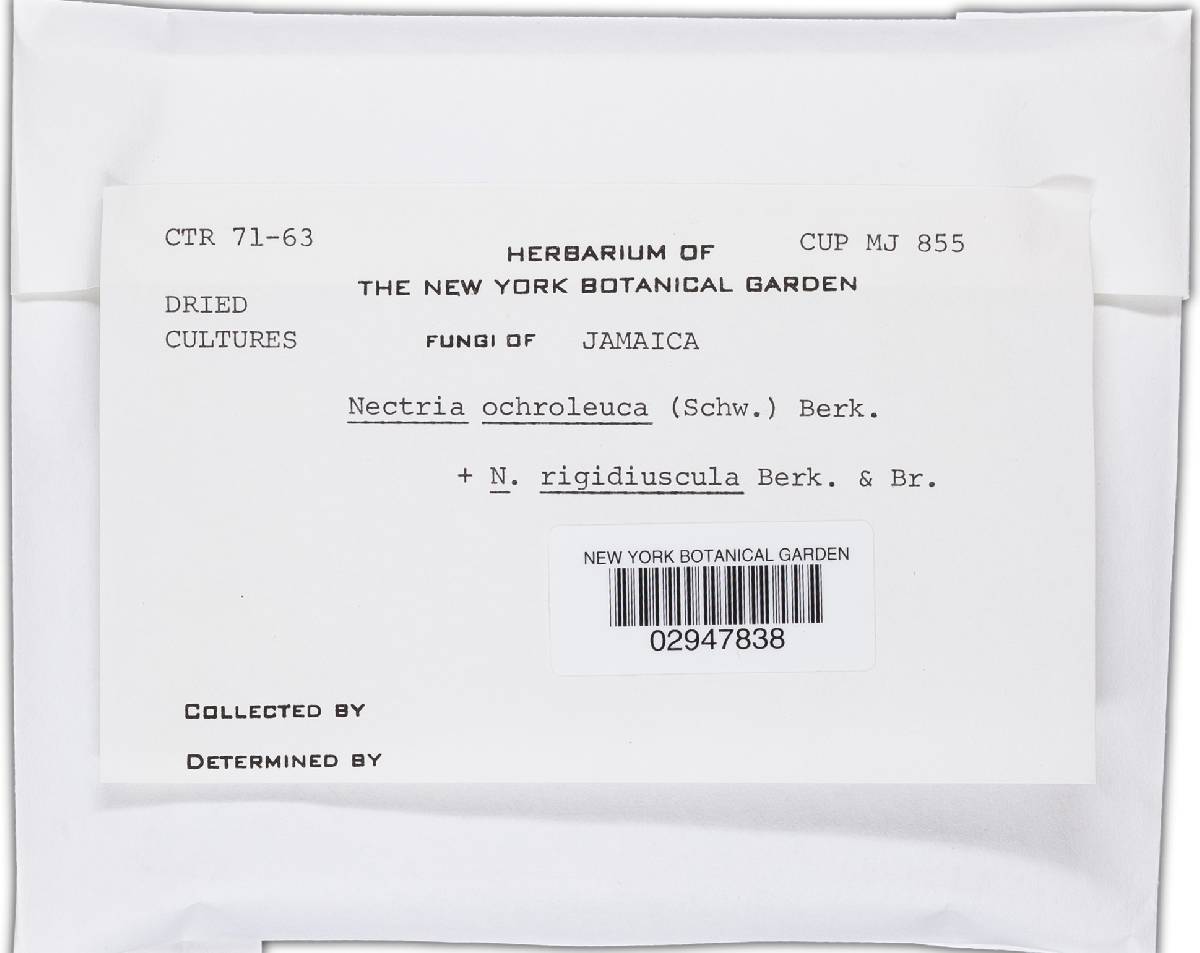 CTR 71-63
CUP MJ 855
HERBARIUM OF
THE NEW YORK BOTANICAL GARDEN
DRIED
CULTURES
FUNGI OF JAMAICA
Nectria ochroleuca (Schw.) Berk.
+ N. rigidiuscula Berk. & Br.
NEW YORK BOTANICAL GARDEN
02947838
COLLECTED BY
DETERMINED BY